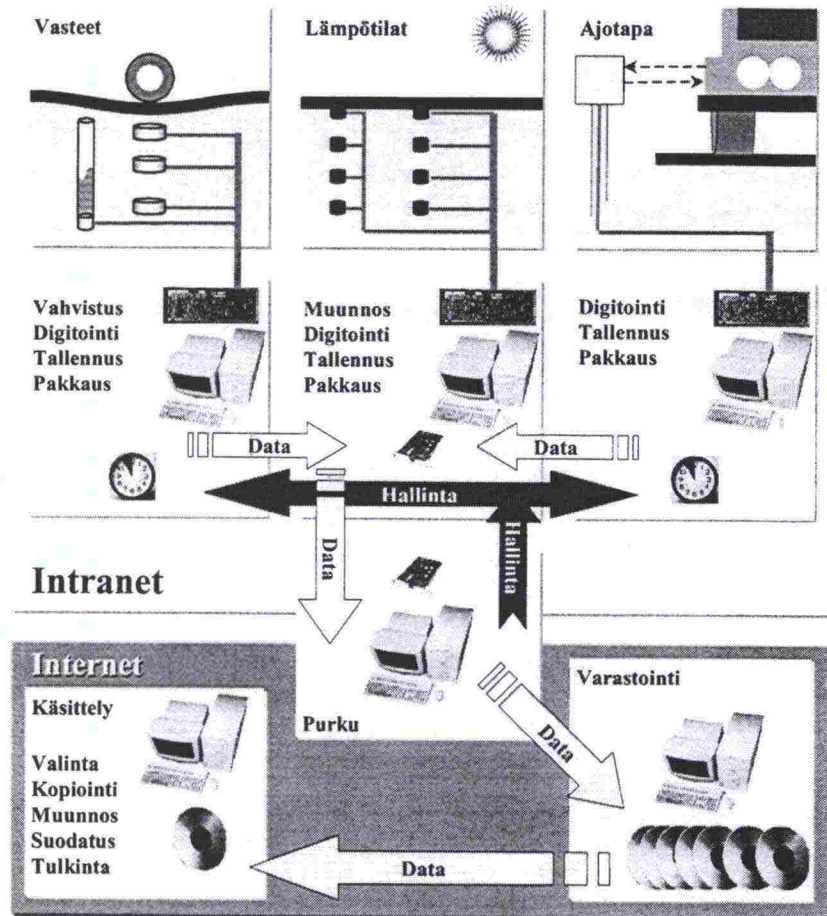 Vasteet
Lämpötilat
Ajotapa
Vahvistus
Digitointi
Tallennus
Pakkaus
Muunnos
Digitointi
Tallennus
Pakkaus
Digitointi
Tallennus
Pakkaus
Data
Data
Hallinta
Data
Hallinta
Intranet
Internet
Käsittely
Valinta
Kopiointi
Muunnos
Suodatus
Tulkinta
Purku
Data
Varastointi
Data